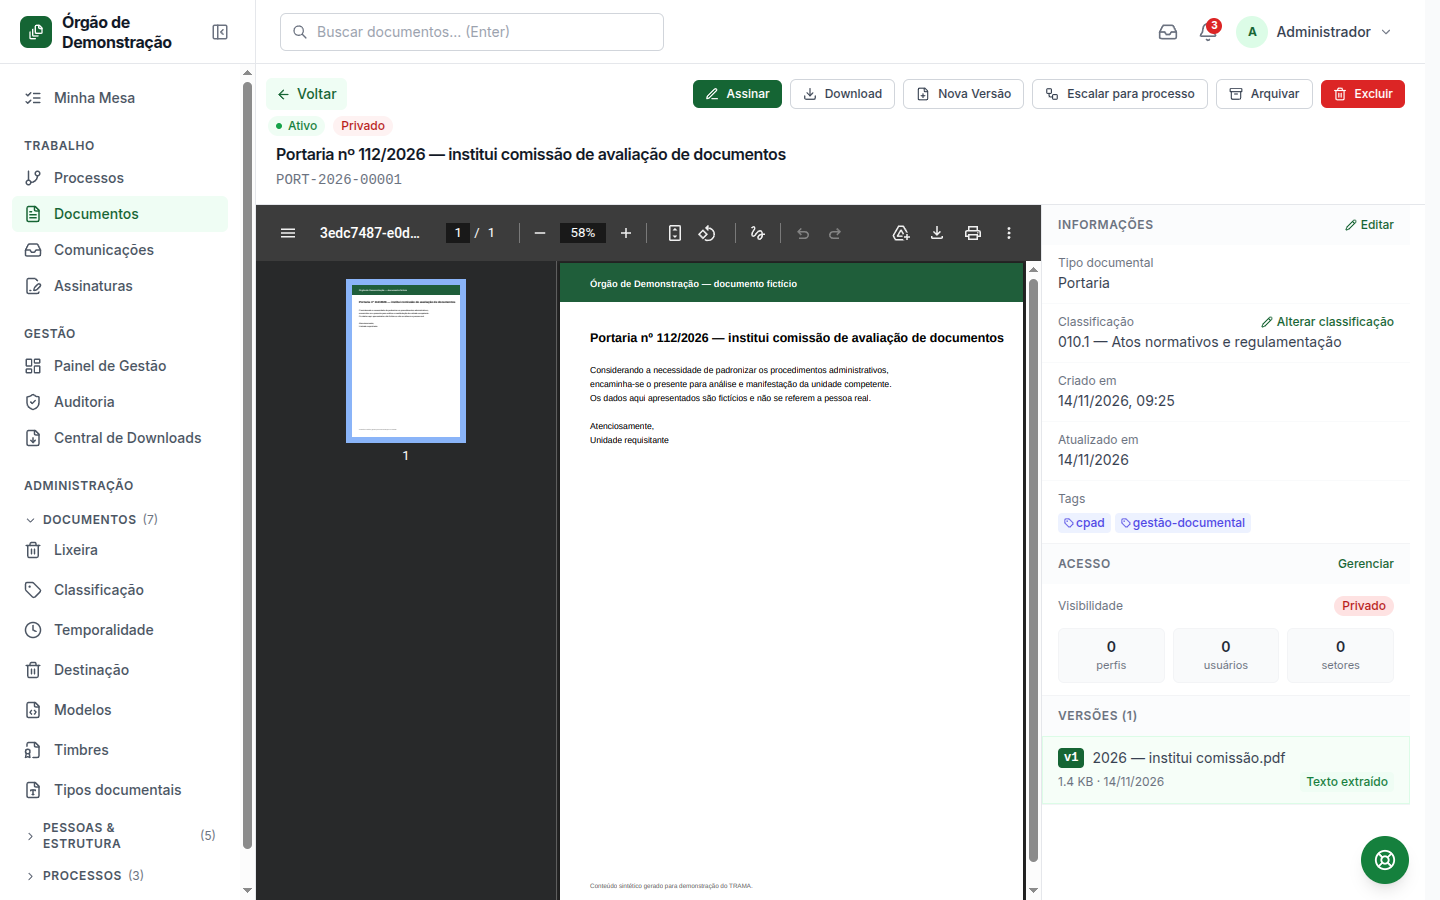 Órgão de
Demonstração
Buscar documentos... (Enter)
3
A
Administrador
Minha Mesa
TRABALHO
Processos
Documentos
Comunicações
Assinaturas
GESTÃO
Painel de Gestão
Auditoria
Central de Downloads
ADMINISTRAÇÃO
DOCUMENTOS (7)
Lixeira
Classificação
Temporalidade
Destinação
Modelos
Timbres
Tipos documentais
PESSOAS &
ESTRUTURA (5)
PROCESSOS (3)
Voltar
Assinar
Download
Nova Versão
Escalar para processo
Arquivar
Excluir
Ativo
Privado
Portaria nº 112/2026 — institui comissão de avaliação de documentos
PORT-2026-00001
3edc7487-e0d...
1 / 1
58%
1
Órgão de Demonstração — documento fictício
Portaria nº 112/2026 — institui comissão de avaliação de documentos
Considerando a necessidade de padronizar os procedimentos administrativos,
encaminha-se o presente para análise e manifestação da unidade competente.
Os dados aqui apresentados são fictícios e não se referem a pessoa real.
Atenciosamente,
Unidade requisitante
Conteúdo sintético gerado para demonstração do TRAMA.
INFORMAÇÕES
Editar
Tipo documental
Portaria
Classificação
Alterar classificação
010.1 — Atos normativos e regulamentação
Criado em
14/11/2026, 09:25
Atualizado em
14/11/2026
Tags
cpad
gestão-documental
ACESSO
Gerenciar
Visibilidade
Privado
0
perfis
0
usuários
0
setores
VERSÕES (1)
v1
2026 — institui comissão.pdf
1.4 KB · 14/11/2026
Texto extraído